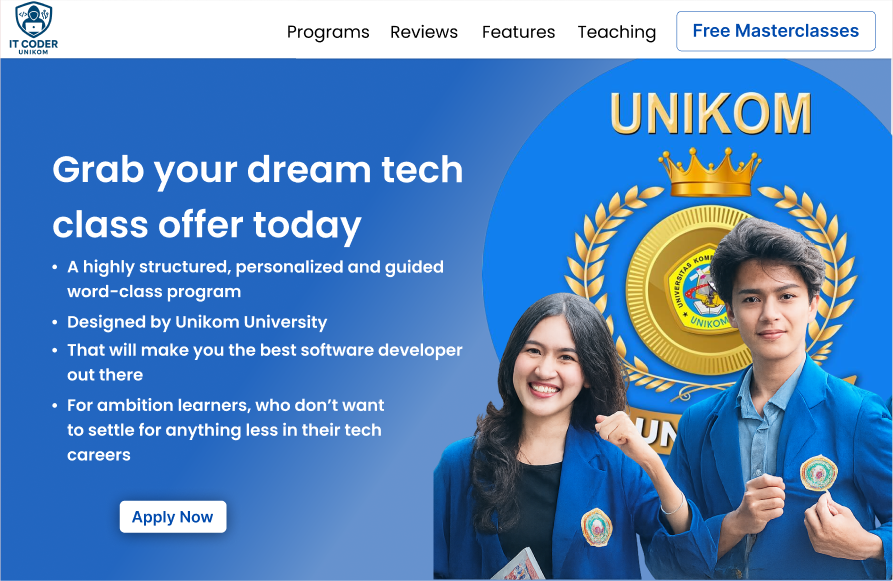 IT CODER
UNIKOM
Programs
Reviews
Features
Teaching
Free Masterclasses
UNIKOM
Grab your dream tech
class offer today
• A highly structured, personalized and guided
word-class program
• Designed by Unikom University
• That will make you the best software developer
out there
• For ambition learners, who don’t want
to settle for anything less in their tech
careers
Apply Now
UNIVERSITAS KOMP
UNIKOM
UN